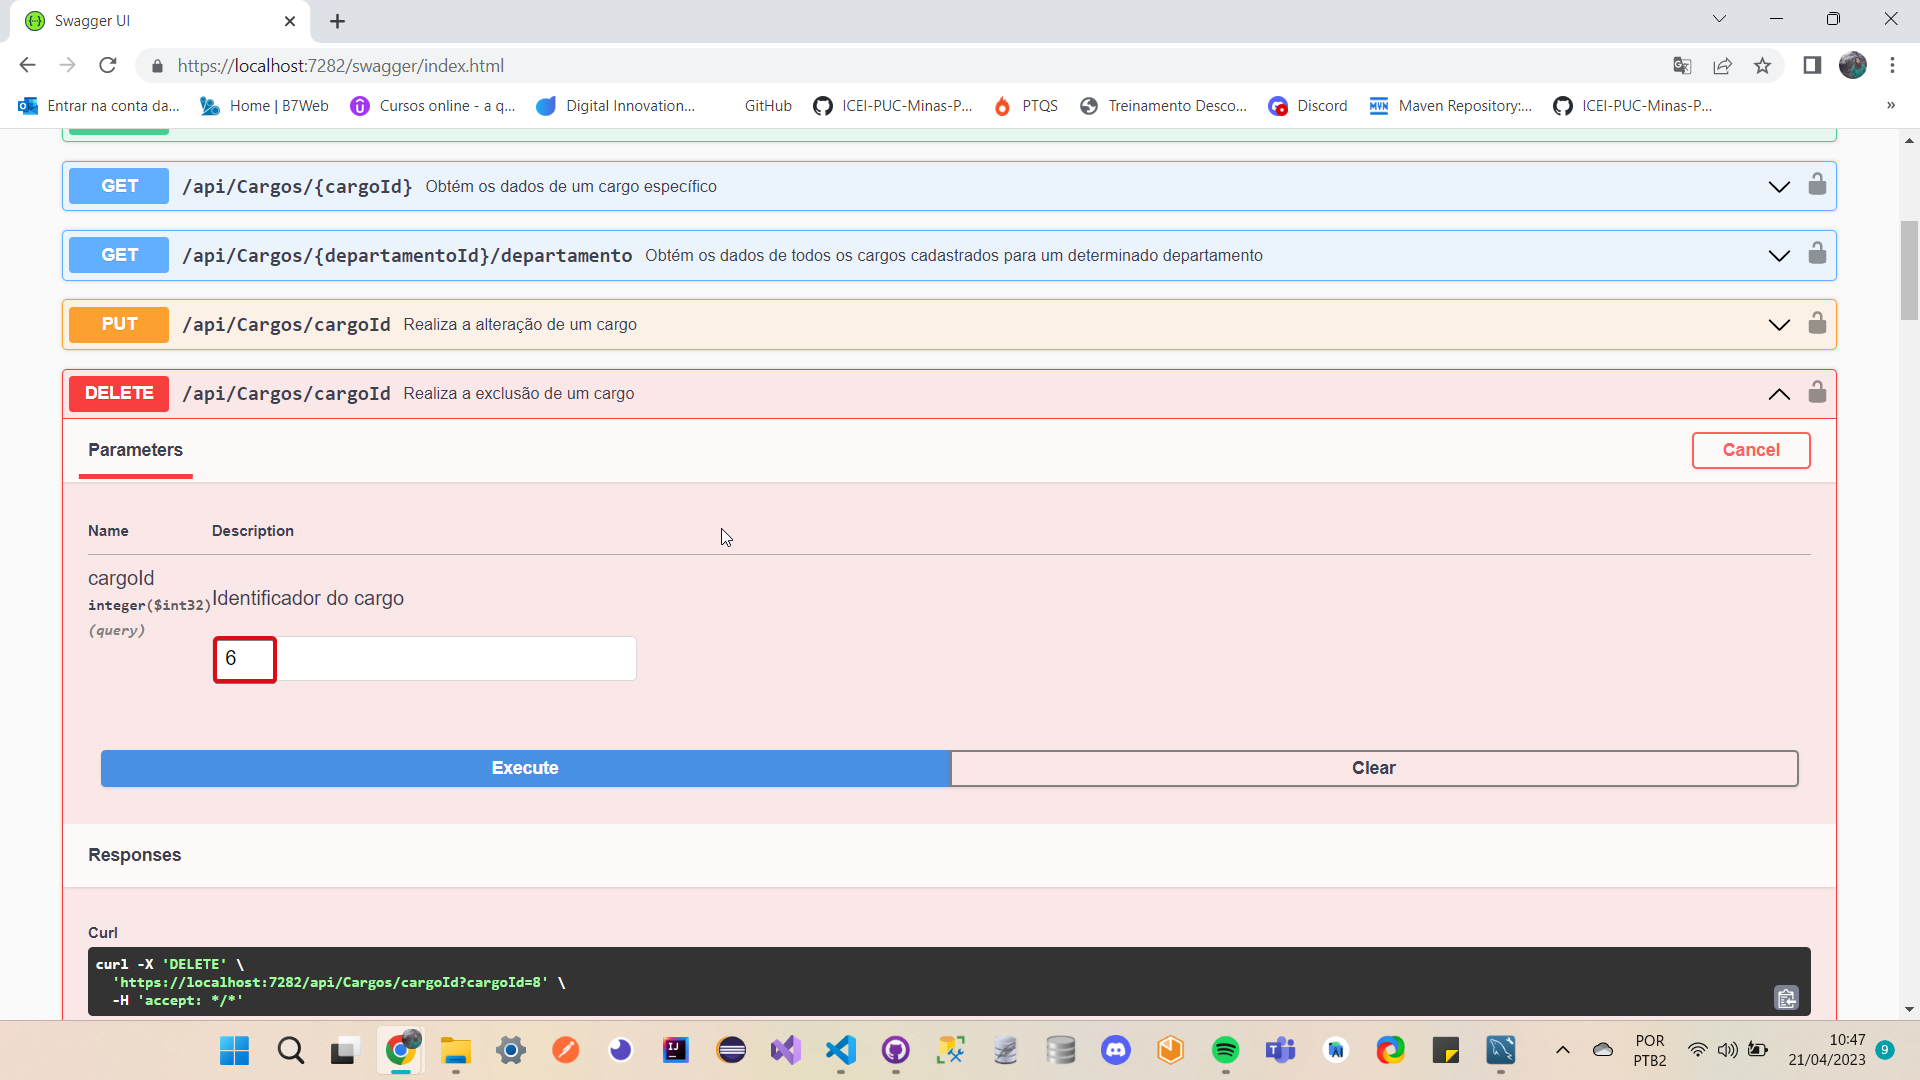 Swagger UI
https://localhost:7282/swagger/index.html
Entrar na conta da...
Home | B7Web
Cursos online - a q...
Digital Innovation...
GitHub
ICEI-PUC-Minas-P...
PTQS
Treinamento Desco...
Discord
MVN
Maven Repository:...
ICEI-PUC-Minas-P...
»
GET /api/Cargos/{cargoId} Obtém os dados de um cargo específico
GET /api/Cargos/{departamentoId}/departamento Obtém os dados de todos os cargos cadastrados para um determinado departamento
PUT /api/Cargos/cargoId Realiza a alteração de um cargo
DELETE /api/Cargos/cargoId Realiza a exclusão de um cargo
Parameters
Cancel
Name Description
cargoId
integer($int32)
(query)
Identificador do cargo
6
Execute
Clear
Responses
Curl
curl -X 'DELETE' \
'https://localhost:7282/api/Cargos/cargoId?cargoId=8' \
-H 'accept: */*'
POR
PTB2
10:47
21/04/2023
9